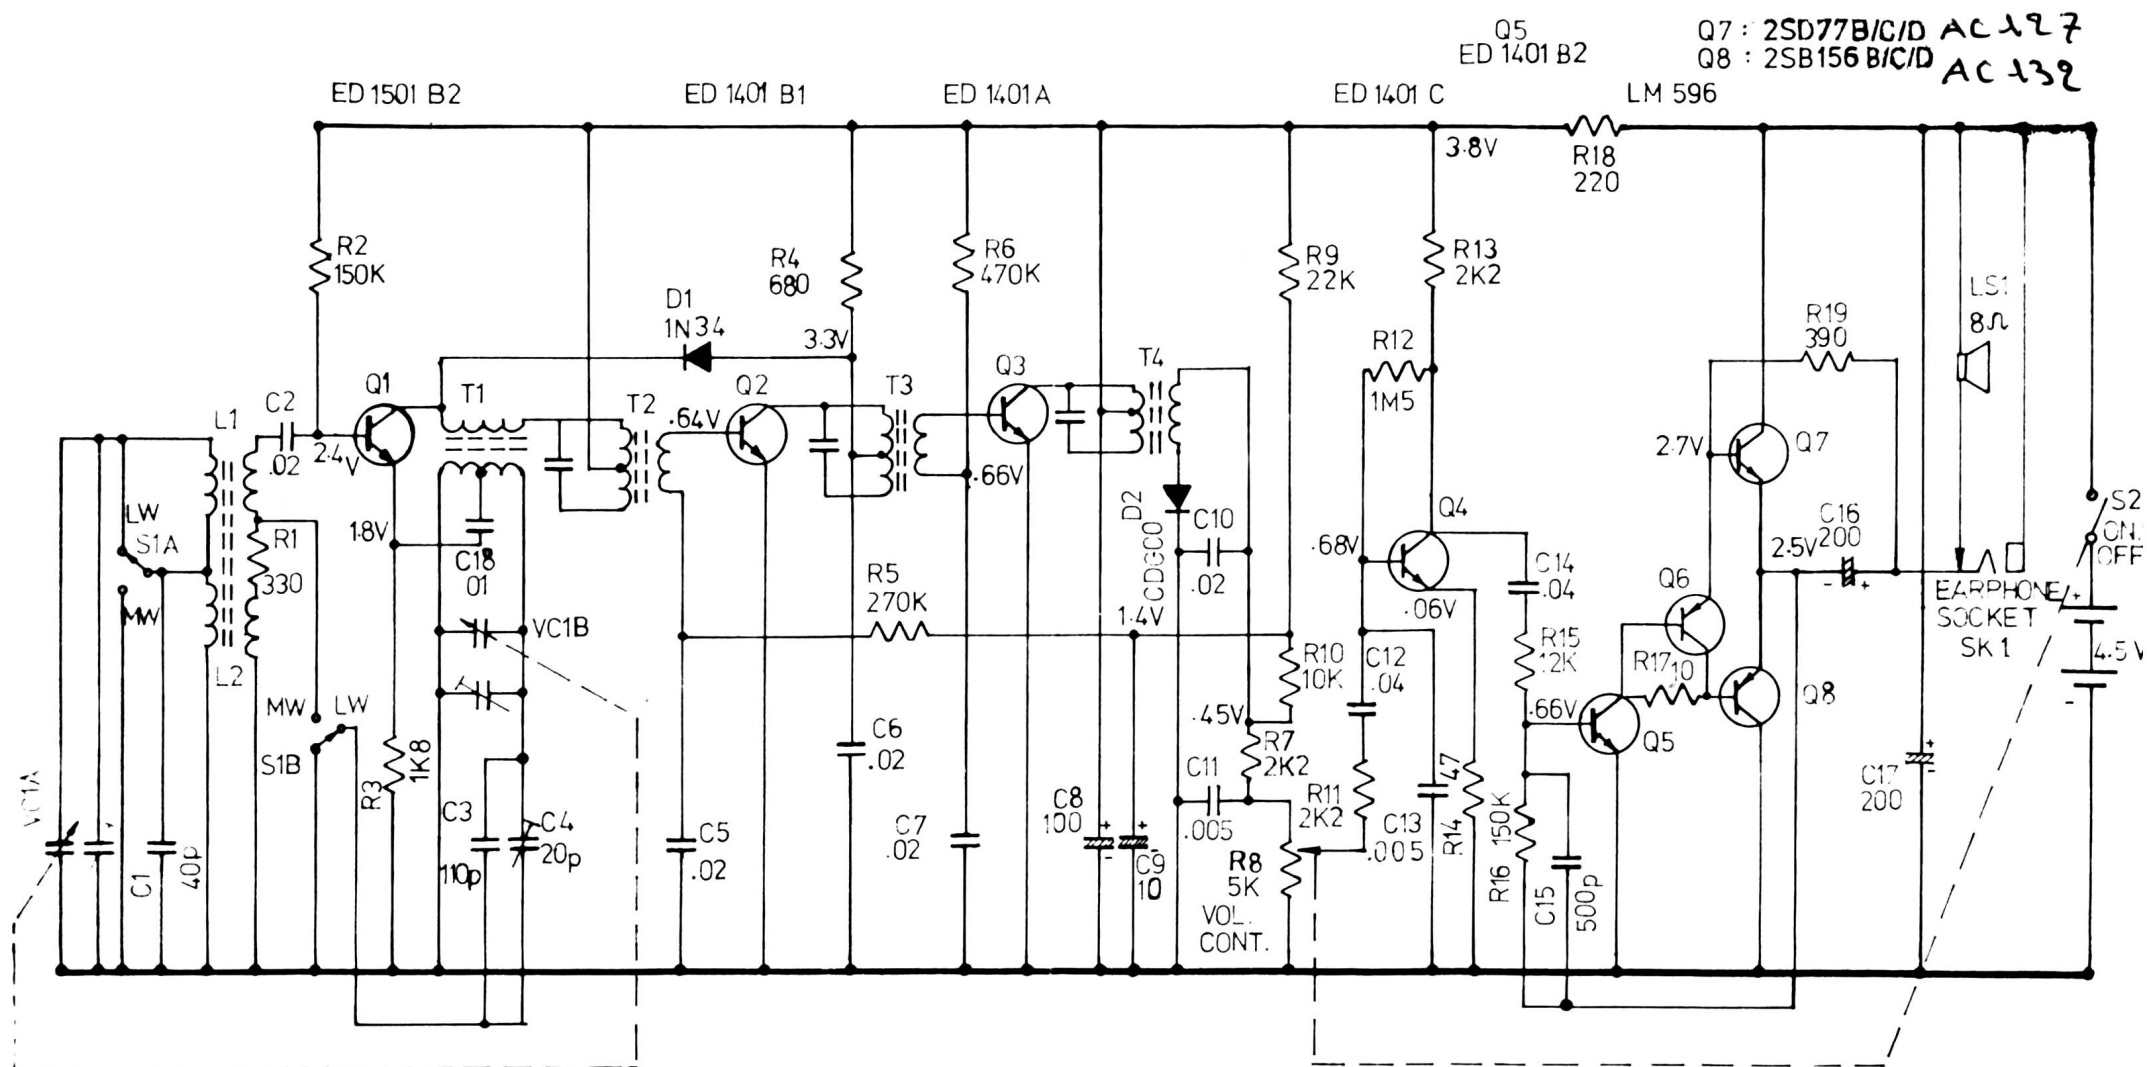 Q5
ED 1401 B2
Q7 : 2SD77B/C/D AC 127
Q8 : 2SB156 B/C/D AC 132
ED 1501 B2
ED 1401 B1
ED 1401A
ED 1401 C
LM 596
3.8V
R18
220
R2
150K
R4
680
R6
470K
R9
22K
R13
2K2
D1
1N34
3.3V
R12
1M5
R19
390
LS1
8Ω
Q1
T1
T2
Q2
T3
Q3
T4
L1
C2
.02
2.4V
.64V
.66V
2.7V
Q7
LW
S1A
MW
R1
330
1.8V
C18
01
D2
CDGC0
C10
.02
.68V
Q4
C14
.04
2.5V
C16
200
-
+
S2
ON.
OFF
EARPHONE
SOCKET
SK 1
+
4.5V
-
R5
270K
1.4V
.06V
Q6
VC1B
L2
R10
10K
C12
.04
R15
12K
R17
10
Q8
MW
LW
S1B
.45V
.66V
Q5
R3
1K8
C6
.02
R7
2K2
VC1A
C1
40p
C3
110p
C4
20p
C5
.02
C7
.02
C8
100
+
-
+
-
C9
10
C11
.005
R11
2K2
C13
.005
R14
47
R16
150K
C15
500p
C17
200
+
-
R8
5K
VOL.
CONT.